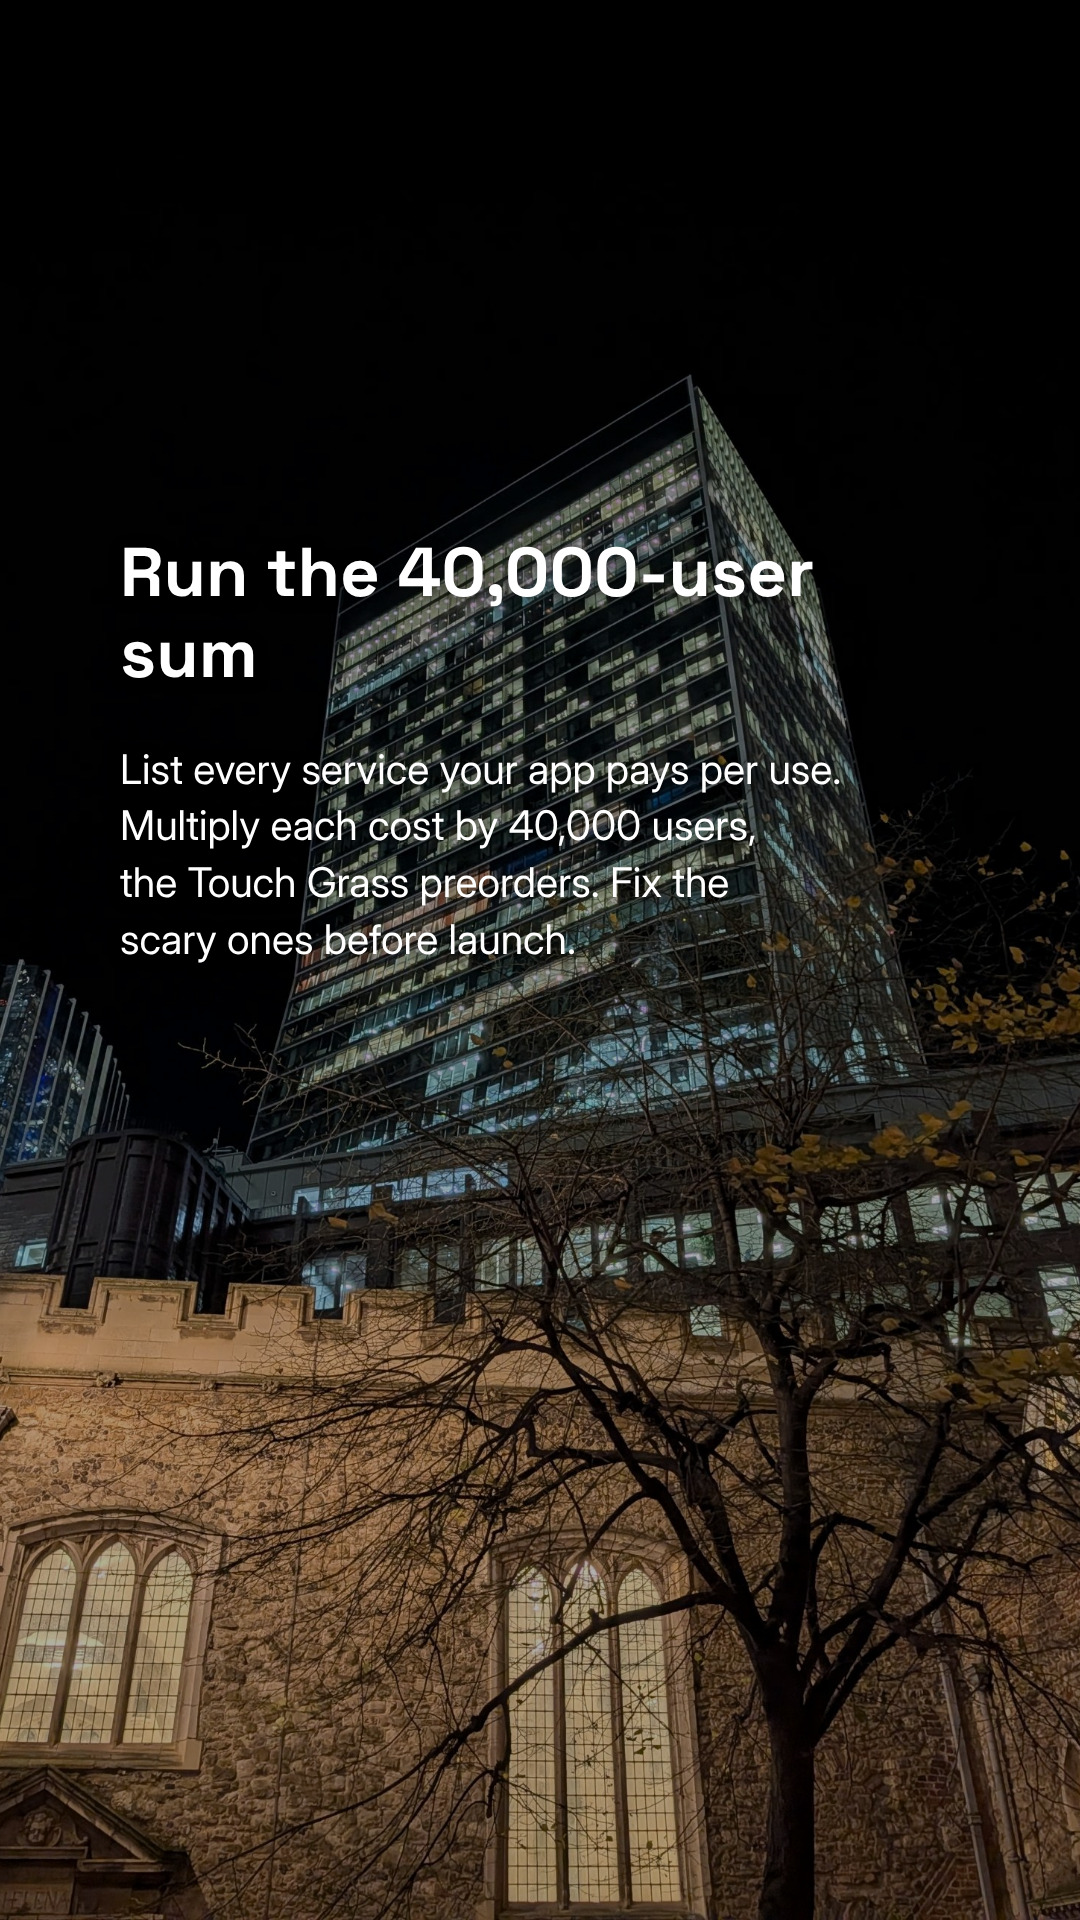 Run the 40,000-user
sum
List every service your app pays per use.
Multiply each cost by 40,000 users,
the Touch Grass preorders. Fix the
scary ones before launch.